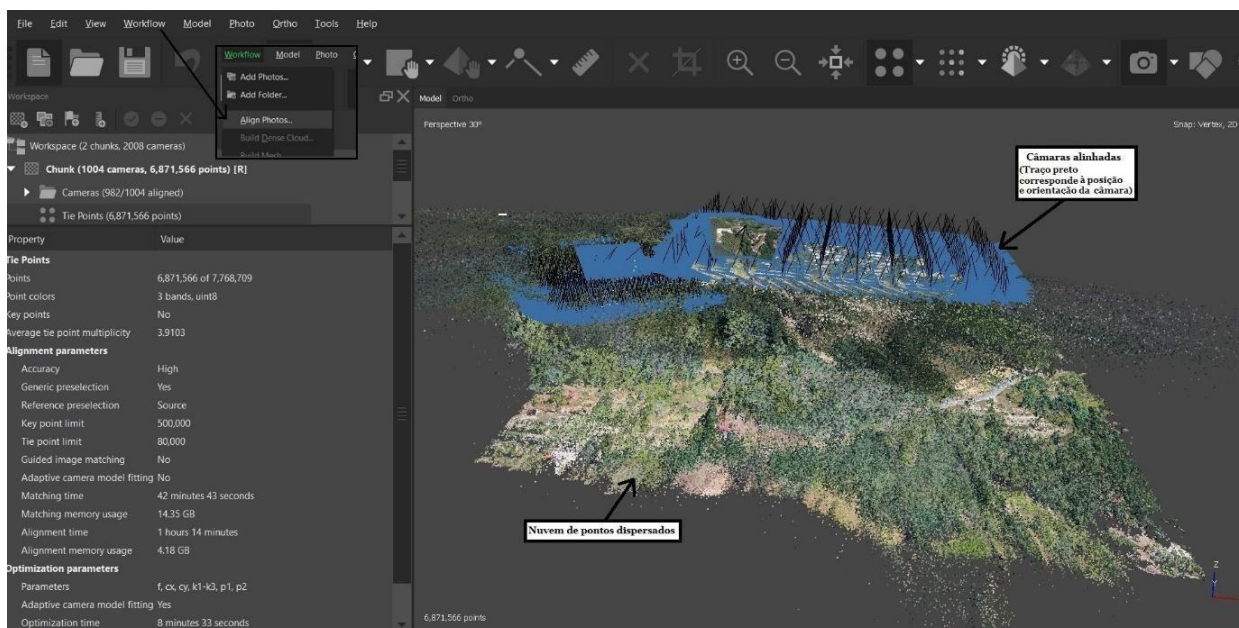 File Edit View Workflow Model Photo Ortho Tools Help
Workflow Model Photo
Add Photos...
Add Folder...
Align Photos...
Build Dense Cloud...
Build Mesh
Workspace
Workspace (2 chunks, 2008 cameras)
Chunk (1004 cameras, 6,871,566 points) [R]
Cameras (982/1004 aligned)
Tie Points (6,871,566 points)
Property Value
Tie Points
Points 6,871,566 of 7,768,709
Point colors 3 bands, uint8
Key points No
Average tie point multiplicity 3.9103
Alignment parameters
Accuracy High
Generic preselection Yes
Reference preselection Source
Key point limit 500,000
Tie point limit 80,000
Guided image matching No
Adaptive camera model fitting No
Matching time 42 minutes 43 seconds
Matching memory usage 14.35 GB
Alignment time 1 hours 14 minutes
Alignment memory usage 4.18 GB
Optimization parameters
Parameters f, cx, cy, k1-k3, p1, p2
Adaptive camera model fitting Yes
Optimization time 8 minutes 33 seconds
Model Ortho
Perspective 30°
Snap: Vertex, 2D
Câmaras alinhadas
(Traço preto
corresponde à posição
e orientação da câmara)
Nuvem de pontos dispersados
Z
6,871,566 points